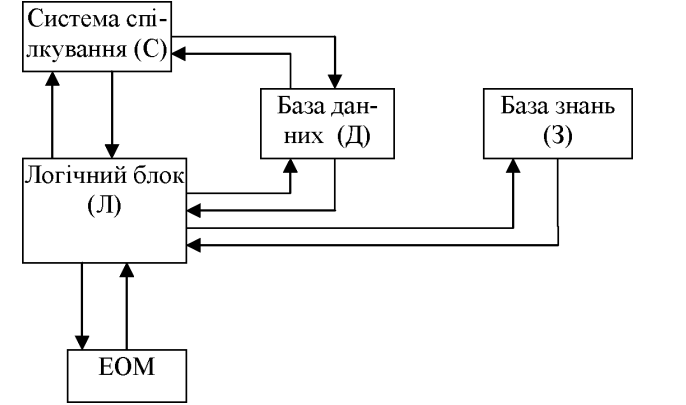 Система спі-
лкування (С)
База дан-
них (Д)
База знань
(З)
Логічний блок
(Л)
ЕОМ